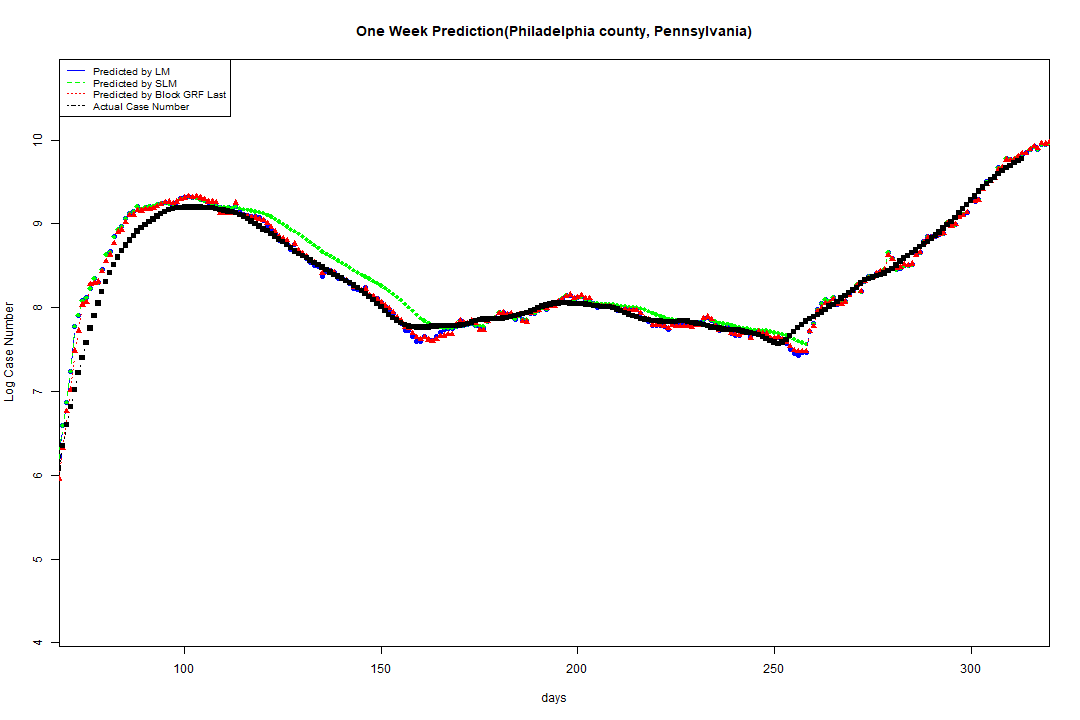 One Week Prediction(Philadelphia county, Pennsylvania)
Predicted by LM
Predicted by SLM
Predicted by Block GRF Last
Actual Case Number
10
9
8
7
6
5
4
Log Case Number
100 150 200 250 300
days